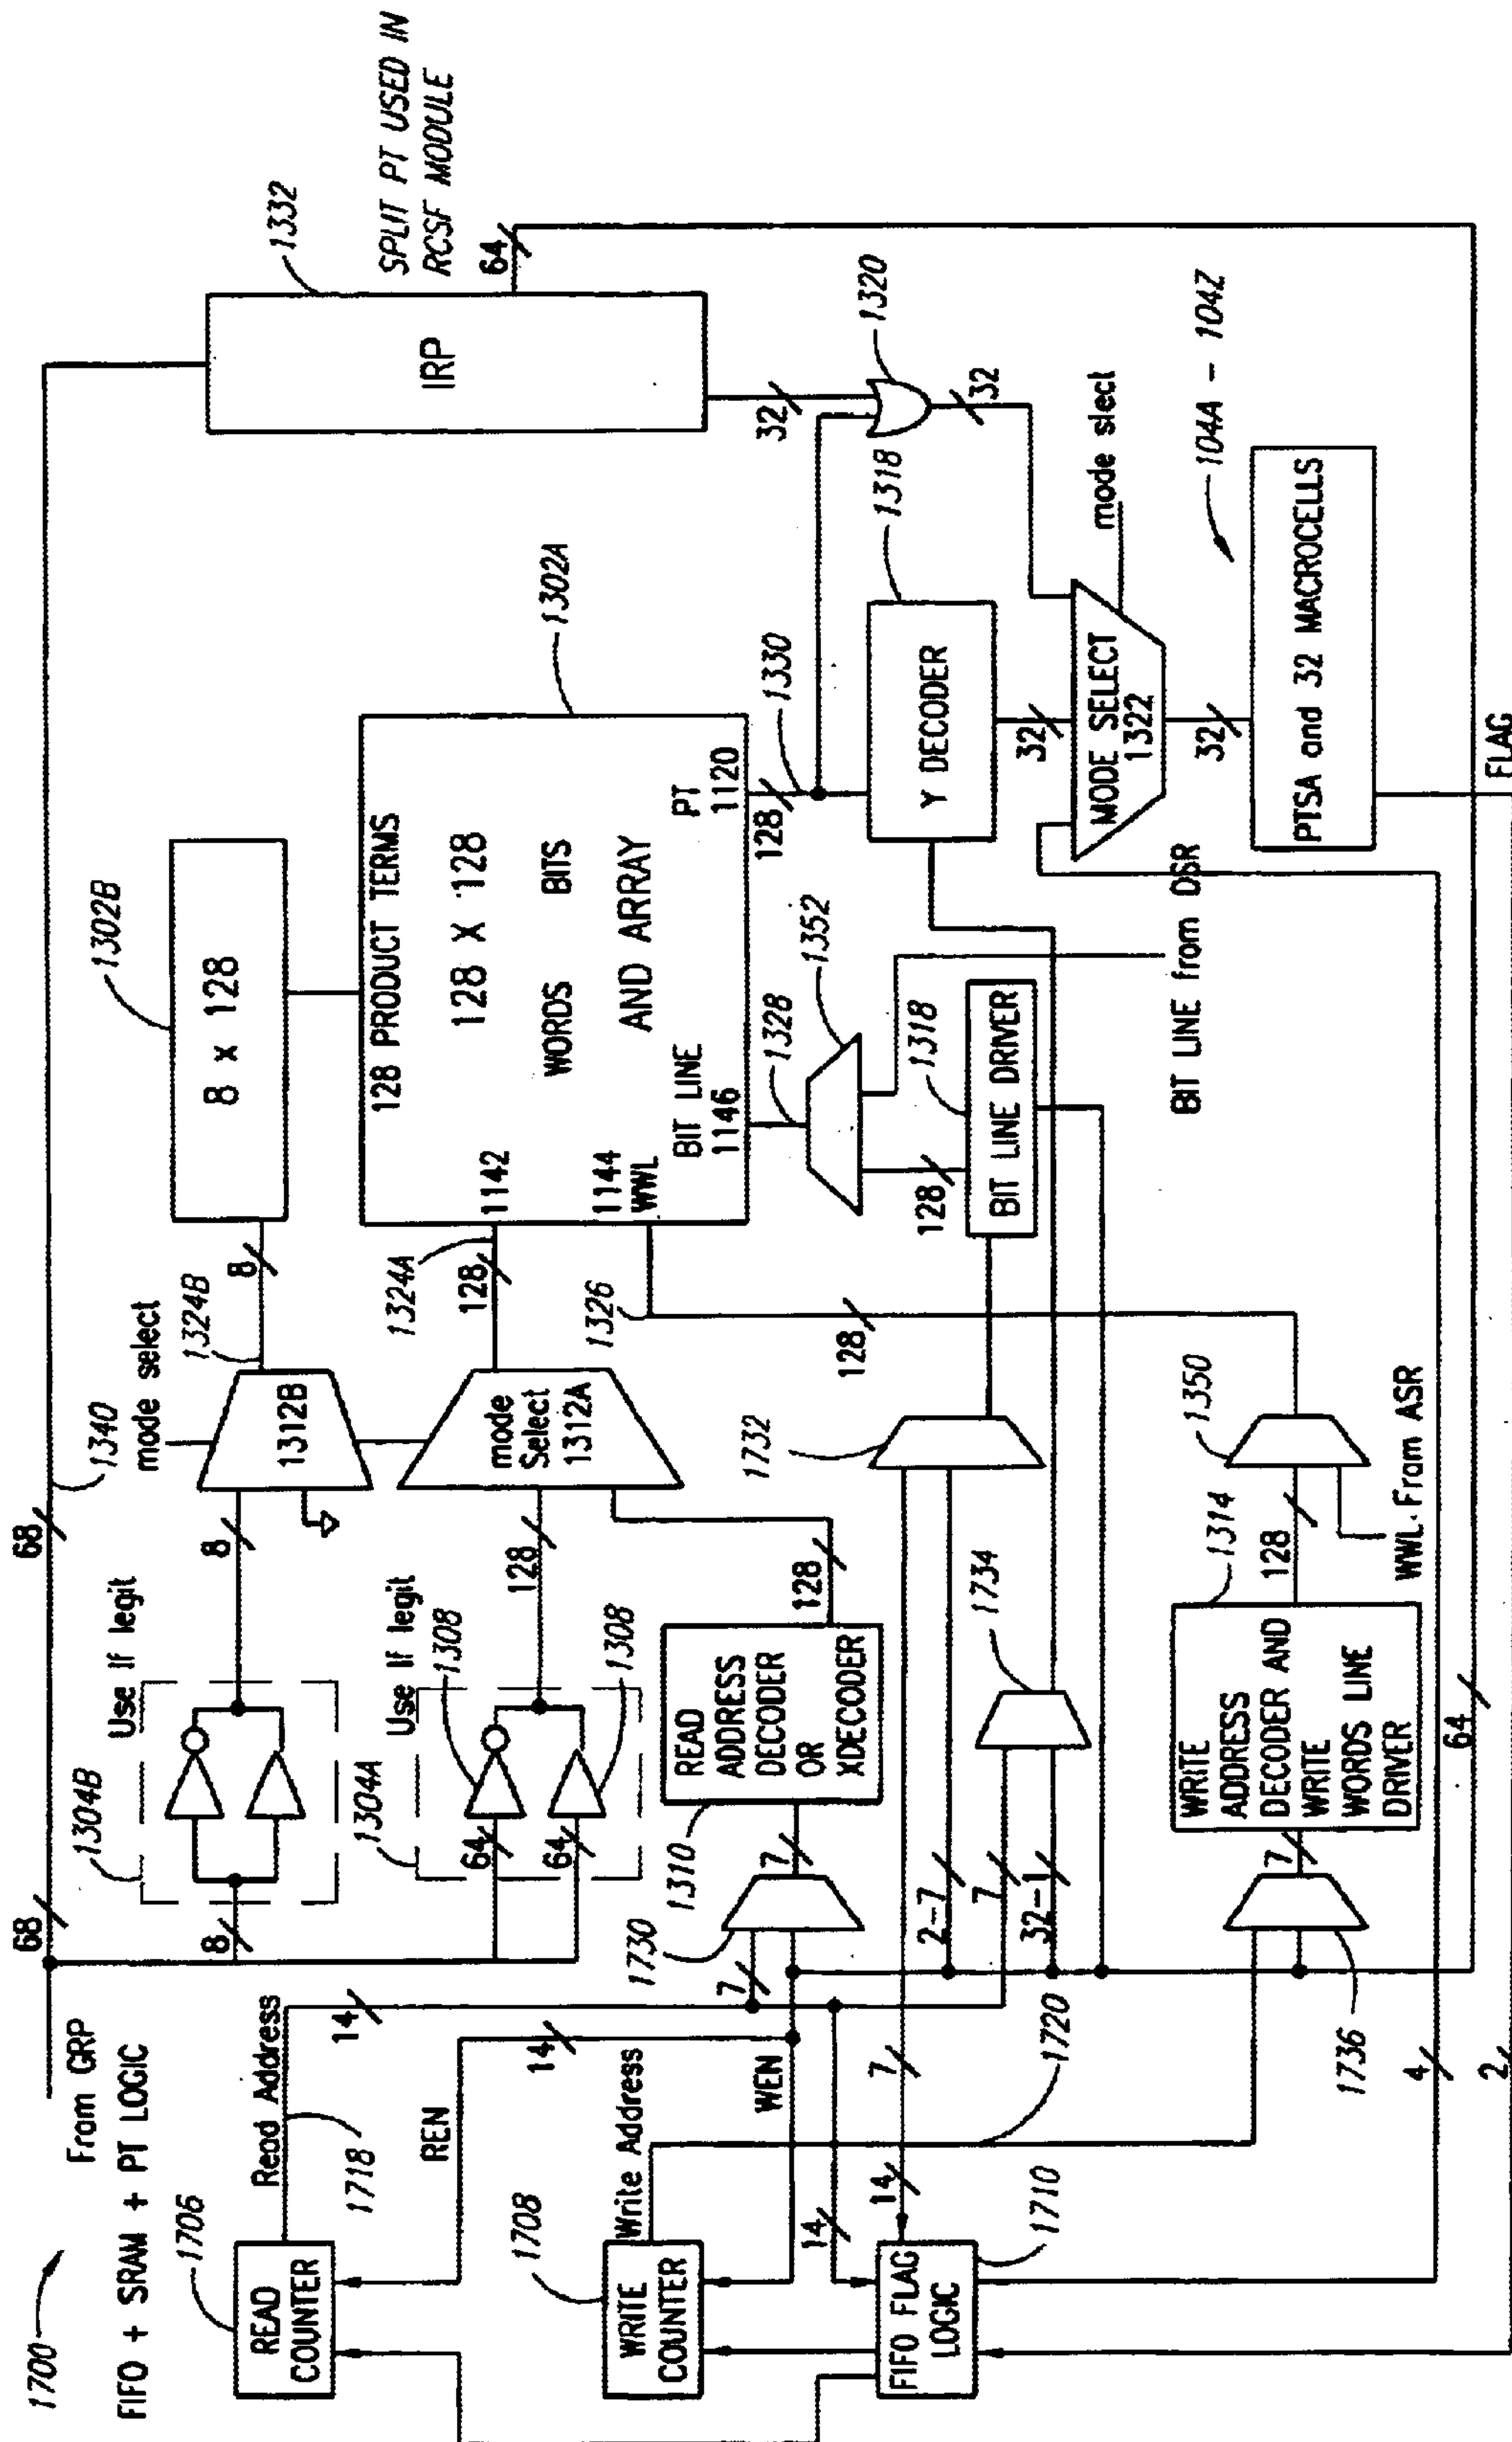 1700
FIFO + SRAM + PT LOGIC
From GRP
68
68
1340
mode select
1304B
Use If legit
8
8
1312B
1324B
8
1302B
8 x 128
1332
IRP
SPLIT PT USED IN
RCSF MODULE
64
1706
READ
COUNTER
Read Address
14
1718
REN
14
1304A
Use If legit
64
64
1308
1308
128
mode
Select
1312A
1324A
128
1142
1144
WWL
128 PRODUCT TERMS
128 X 128
WORDS BITS
AND ARRAY
BIT LINE
1146
PT
1120
1302A
1326
128
1328
1352
128
1330
32
1320
32
1730
7
7
1310
READ
ADDRESS
DECODER
OR
XDECODER
128
1708
WRITE
COUNTER
Write Address
WEN
1732
2-7
7
32-1
1734
1318
BIT LINE DRIVER
128
BIT LINE from DSR
Y DECODER
1318
32
MODE SELECT
1322
mode slect
32
PTSA and 32 MACROCELLS
104A - 104Z
FIFO FLAG
LOGIC
1710
14
14
7
1720
1736
7
WRITE
ADDRESS
DECODER AND
WRITE
WORDS LINE
DRIVER
1314
128
1350
WWL From ASR
4
64
2
FLAG